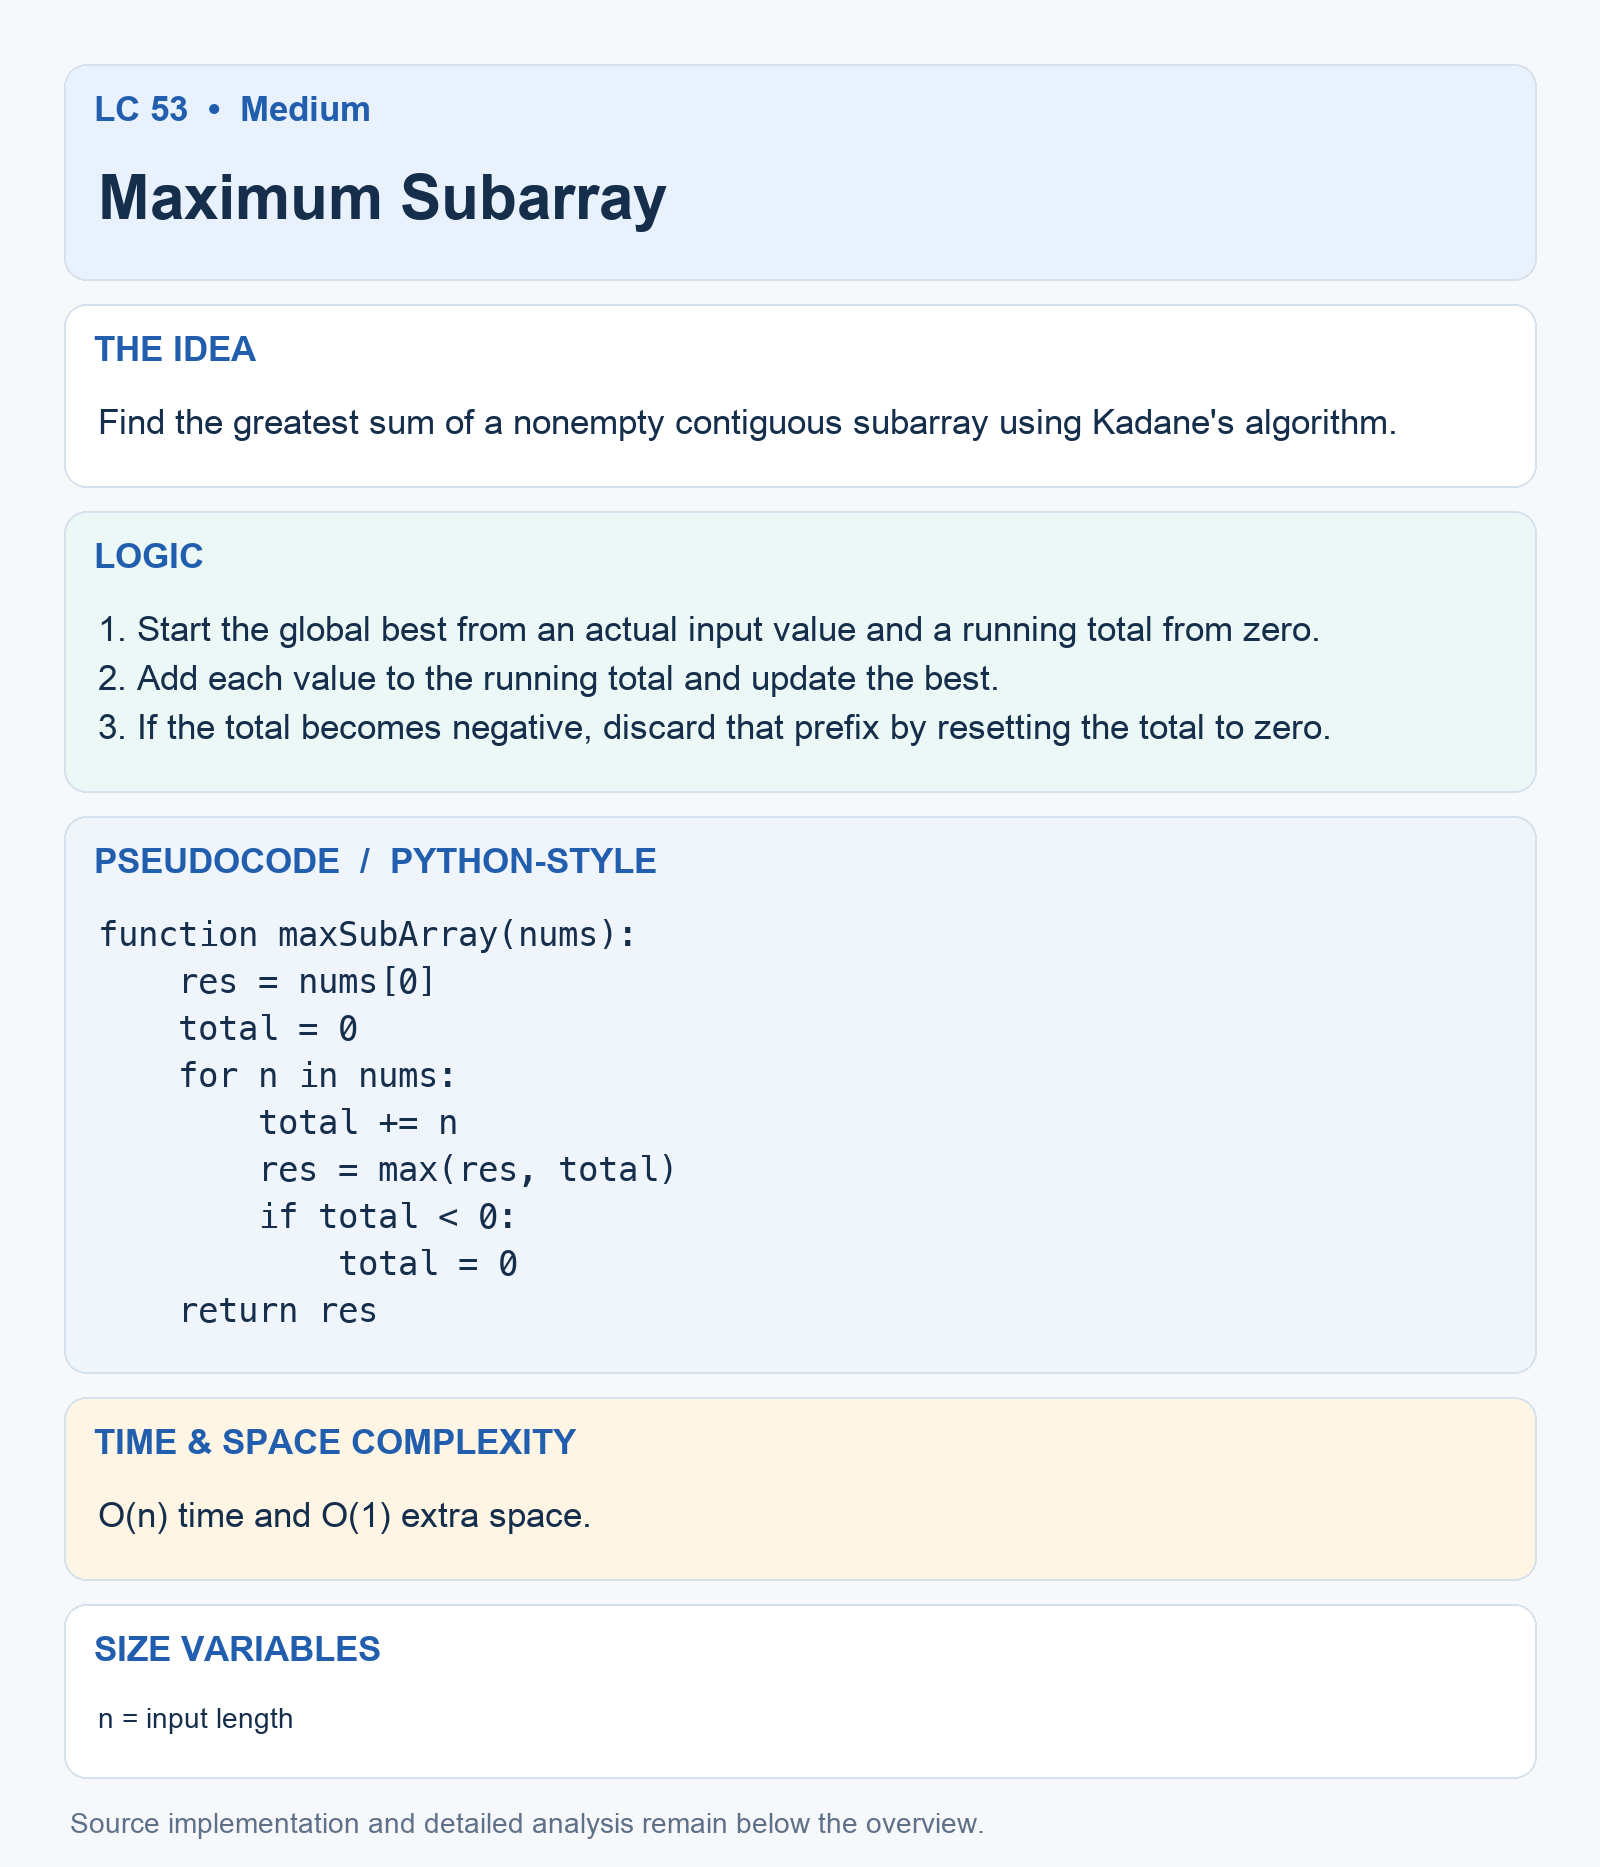 LC 53 • Medium
Maximum Subarray
THE IDEA
Find the greatest sum of a nonempty contiguous subarray using Kadane's algorithm.
LOGIC
1. Start the global best from an actual input value and a running total from zero.
2. Add each value to the running total and update the best.
3. If the total becomes negative, discard that prefix by resetting the total to zero.
PSEUDOCODE / PYTHON-STYLE
function maxSubArray(nums):
    res = nums[0]
    total = 0
    for n in nums:
        total += n
        res = max(res, total)
        if total < 0:
            total = 0
    return res
TIME & SPACE COMPLEXITY
O(n) time and O(1) extra space.
SIZE VARIABLES
n = input length
Source implementation and detailed analysis remain below the overview.